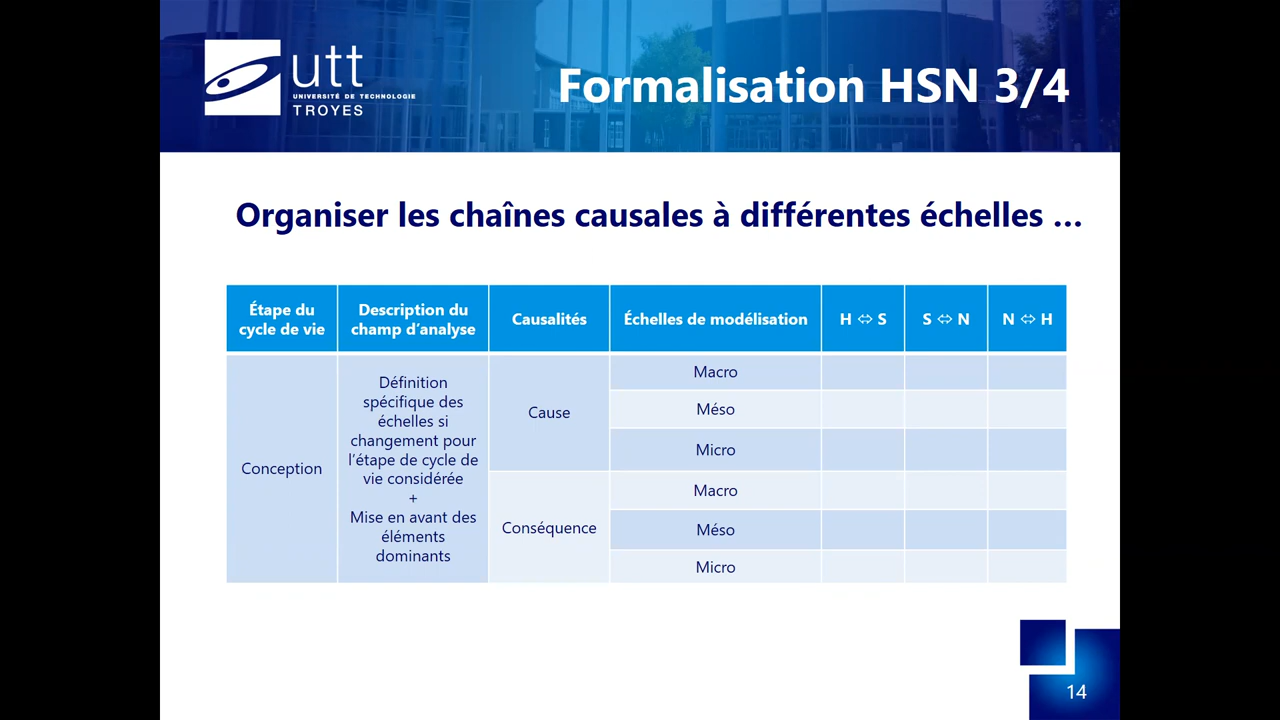 utt
UNIVERSITÉ DE TECHNOLOGIE
TROYES
Formalisation HSN 3/4
Organiser les chaînes causales à différentes échelles ...
Étape du
cycle de vie
Description du
champ d'analyse
Causalités
Échelles de modélisation
H ⇔ S
S ⇔ N
N ⇔ H
Conception
Définition
spécifique des
échelles si
changement pour
l'étape de cycle de
vie considérée
+
Mise en avant des
éléments
dominants
Cause
Macro
Méso
Micro
Conséquence
Macro
Méso
Micro
14